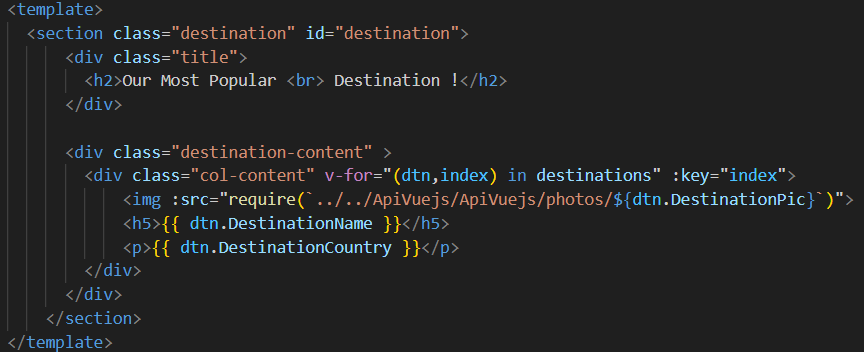 <template>
<section class="destination" id="destination">
<div class="title">
<h2>Our Most Popular <br> Destination !</h2>
</div>
<div class="destination-content" >
<div class="col-content" v-for="(dtn,index) in destinations" :key="index">
<img :src="require(`../../ApiVuejs/ApiVuejs/photos/${dtn.DestinationPic}`)">
<h5>{{ dtn.DestinationName }}</h5>
<p>{{ dtn.DestinationCountry }}</p>
</div>
</div>
</section>
</template>